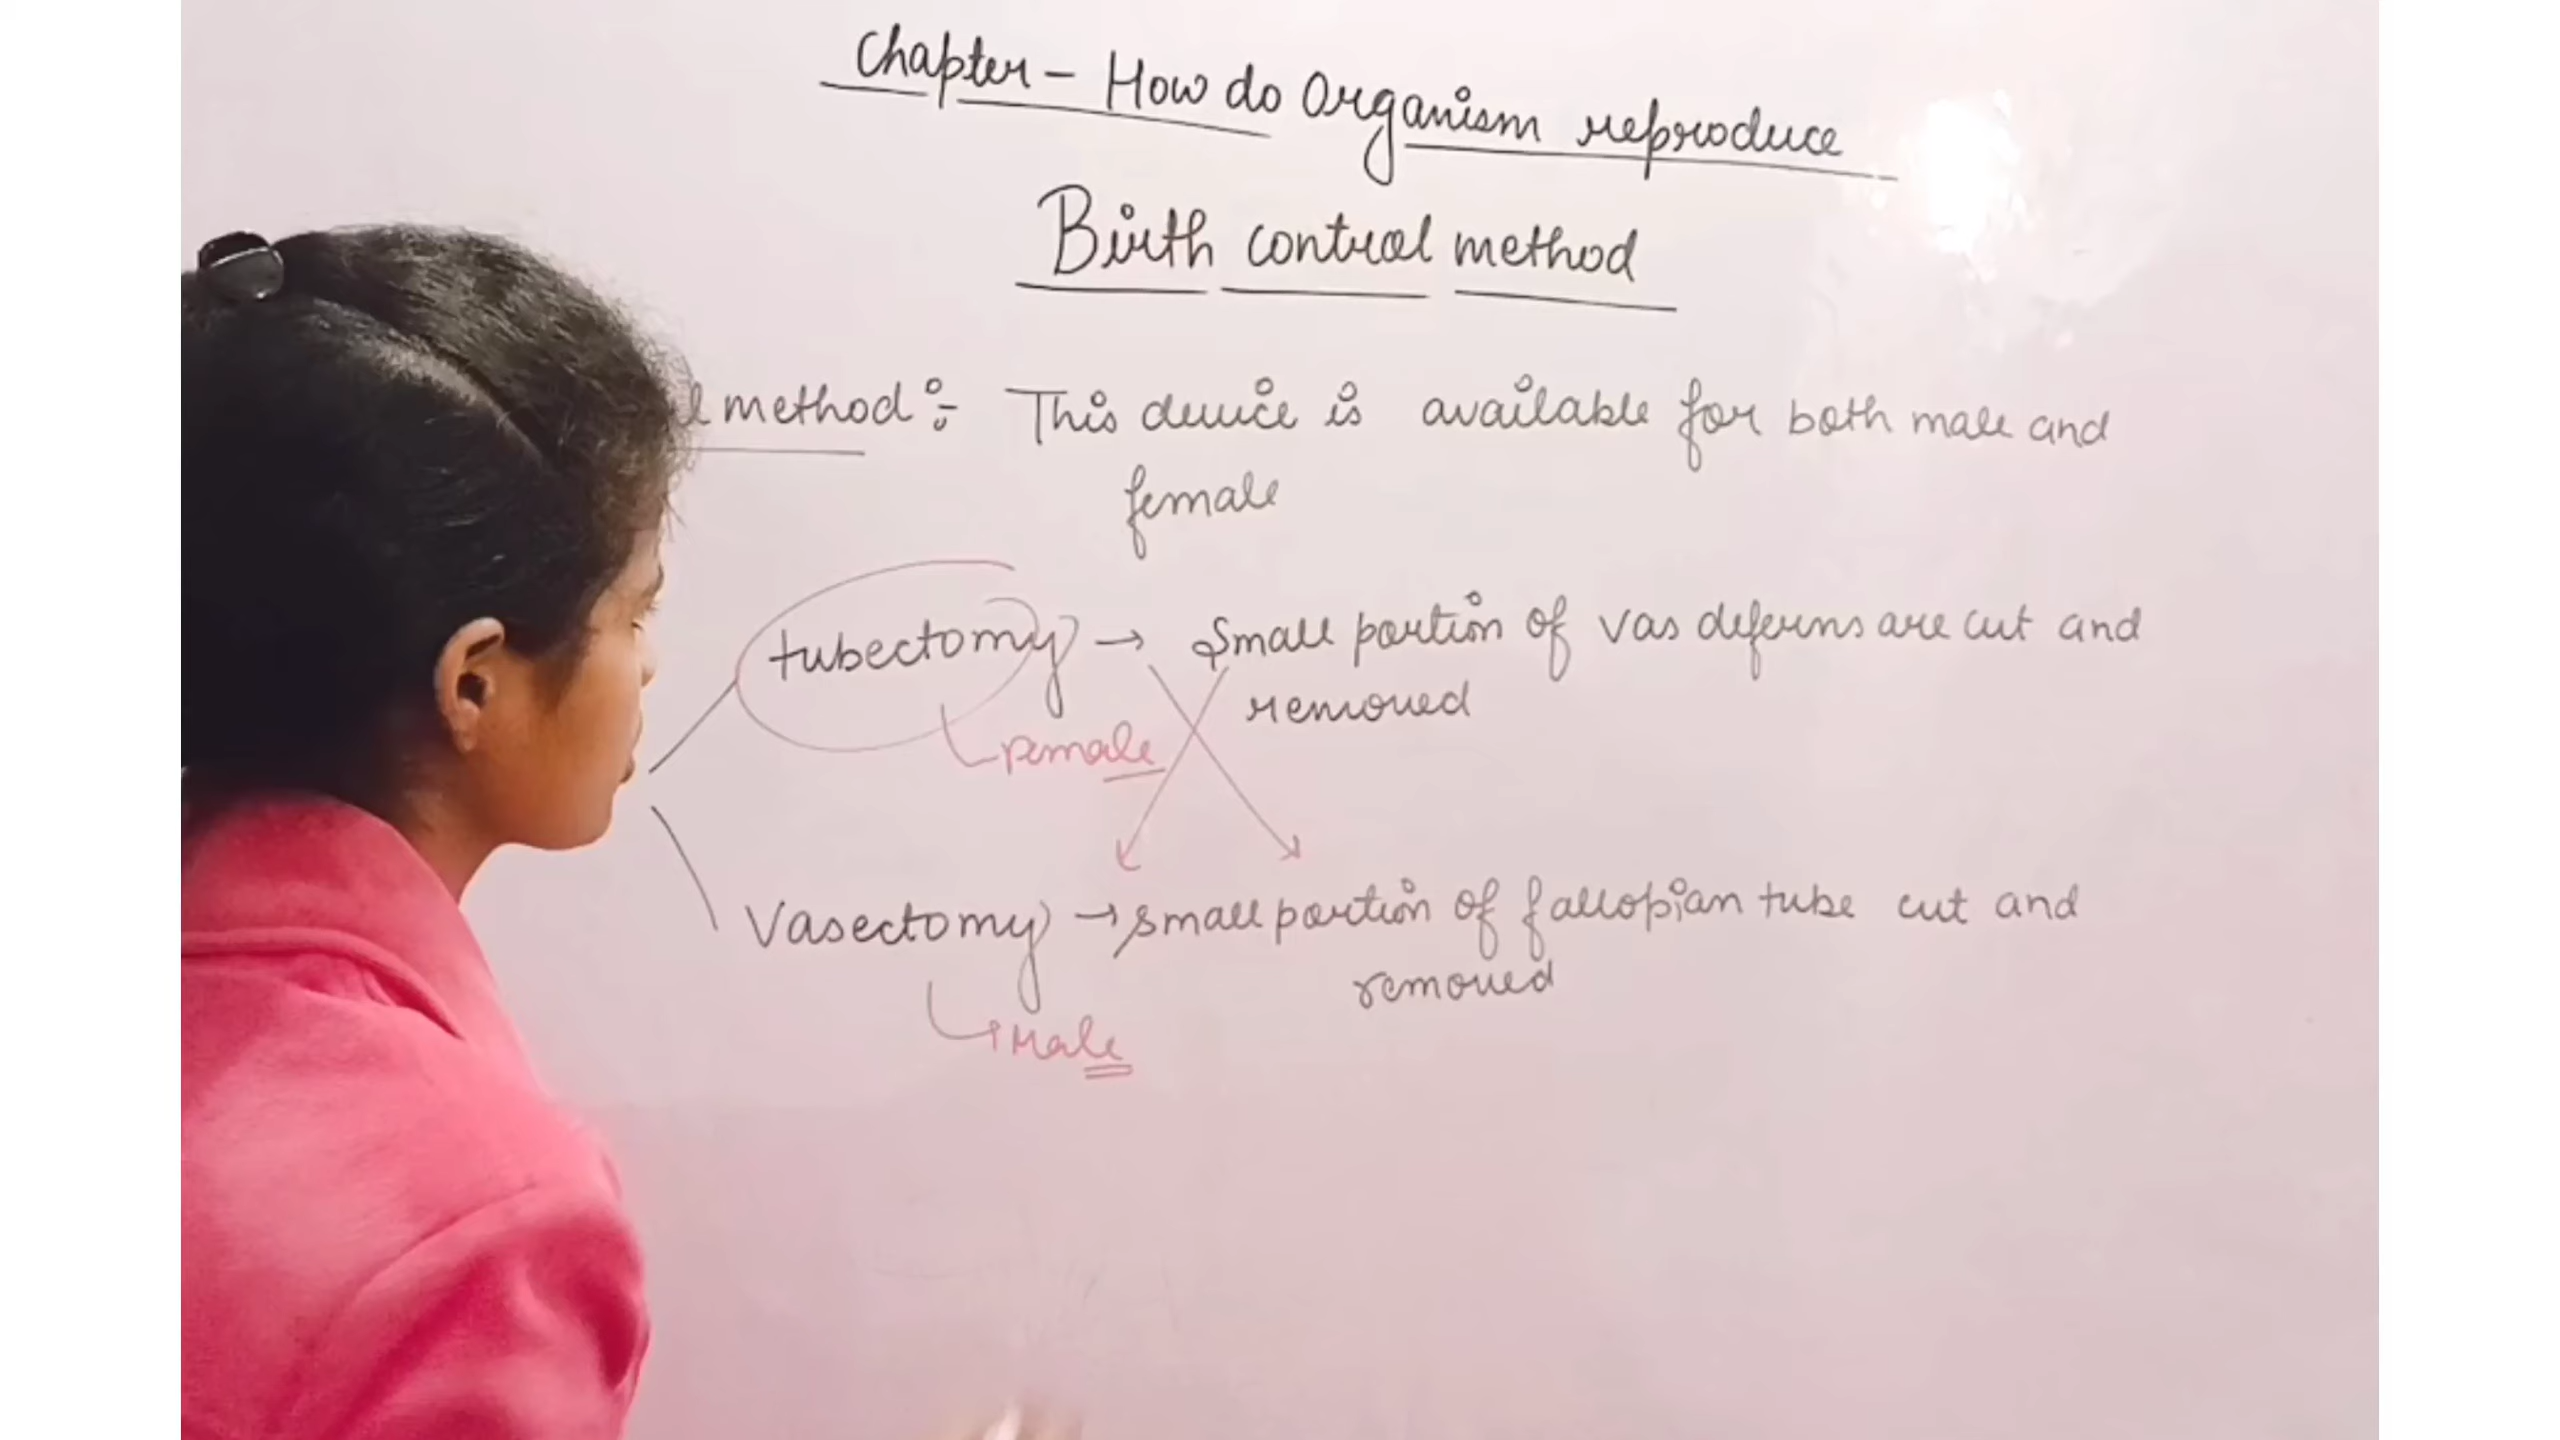 Chapter - How do Organism reproduce
Birth control method
l method :- This device is available for both male and
female
tubectomy → Small portion of vas deferns are cut and
removed
female
Vasectomy → small portion of fallopian tube cut and
removed
Male